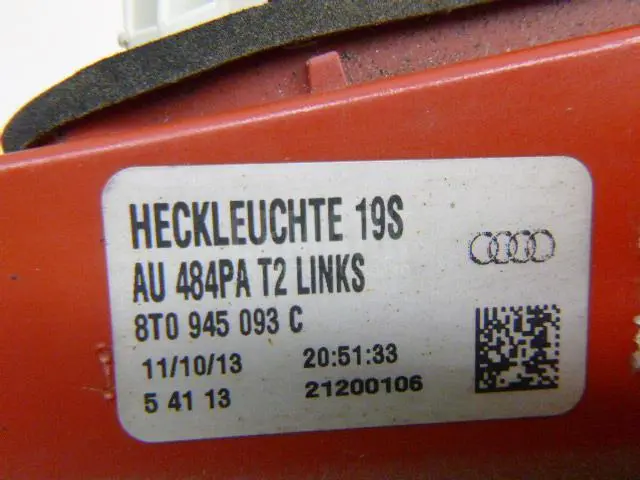 HECKLEUCHTE 19S
AU 484PA T2 LINKS
8T0 945 093 C
11/10/13 20:51:33
5 41 13 21200106